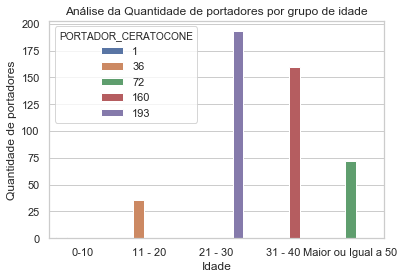 Análise da Quantidade de portadores por grupo de idade
PORTADOR_CERATOCONE
1
36
72
160
193
200
175
150
125
100
75
50
25
0
Quantidade de portadores
0-10
11 - 20
21 - 30
31 - 40
Maior ou Igual a 50
Idade